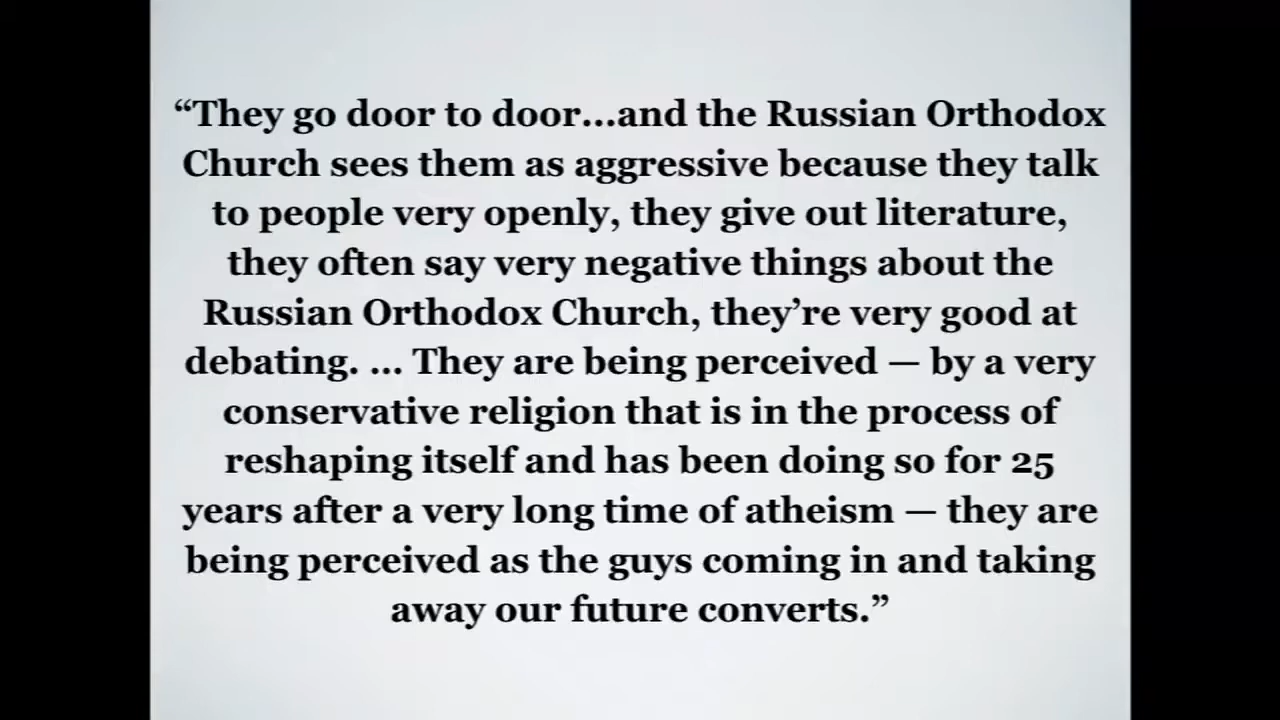 “They go door to door...and the Russian Orthodox
Church sees them as aggressive because they talk
to people very openly, they give out literature,
they often say very negative things about the
Russian Orthodox Church, they’re very good at
debating. ... They are being perceived — by a very
conservative religion that is in the process of
reshaping itself and has been doing so for 25
years after a very long time of atheism — they are
being perceived as the guys coming in and taking
away our future converts.”